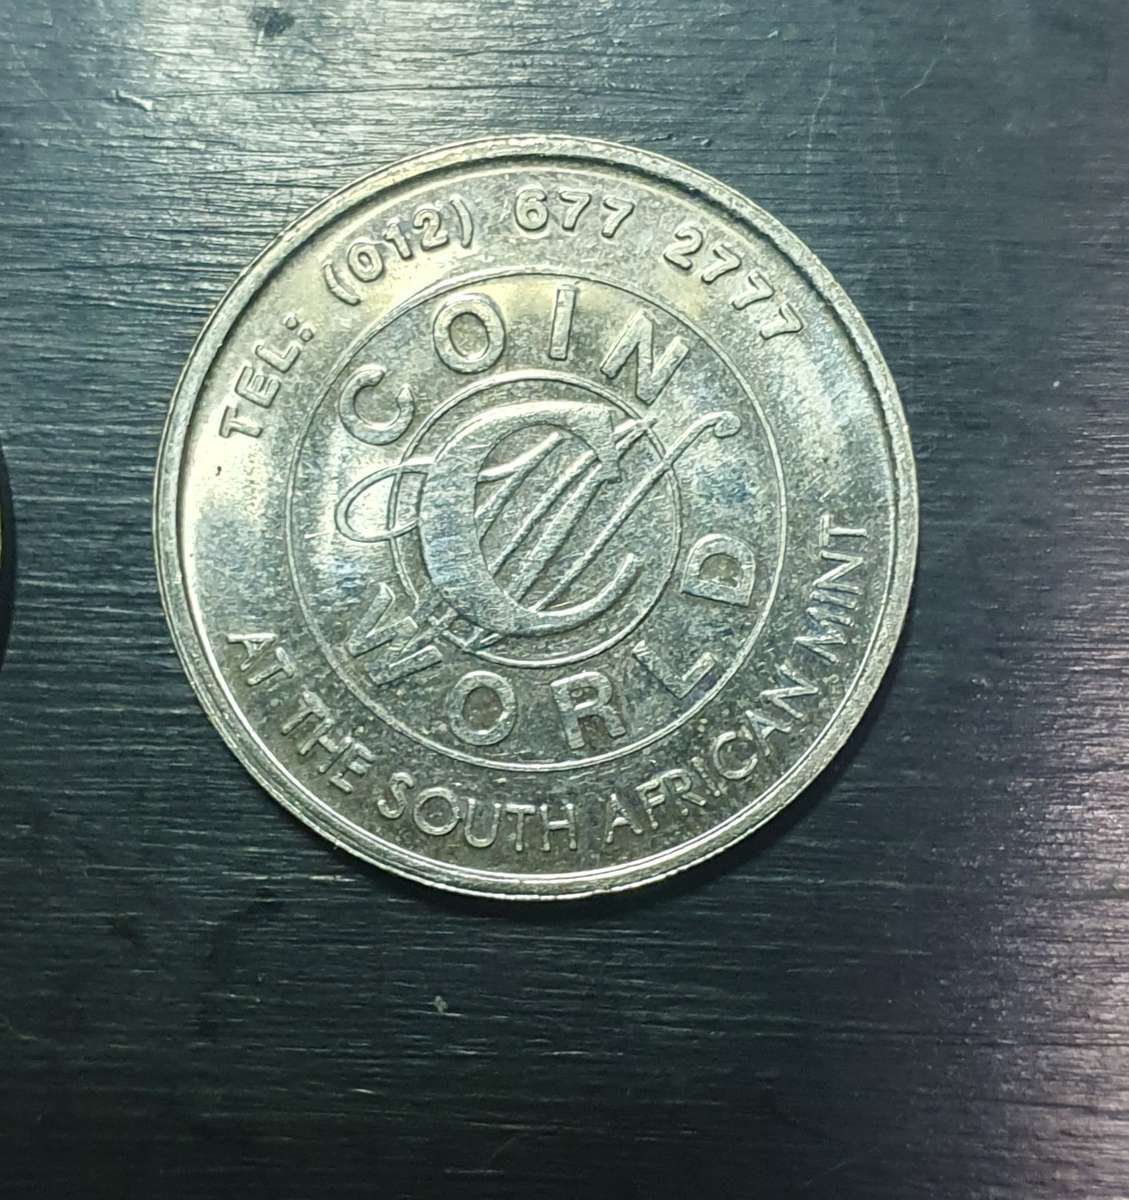 TEL: (012) 677 2777
COIN
WORLD
AT THE SOUTH AFRICAN MINT